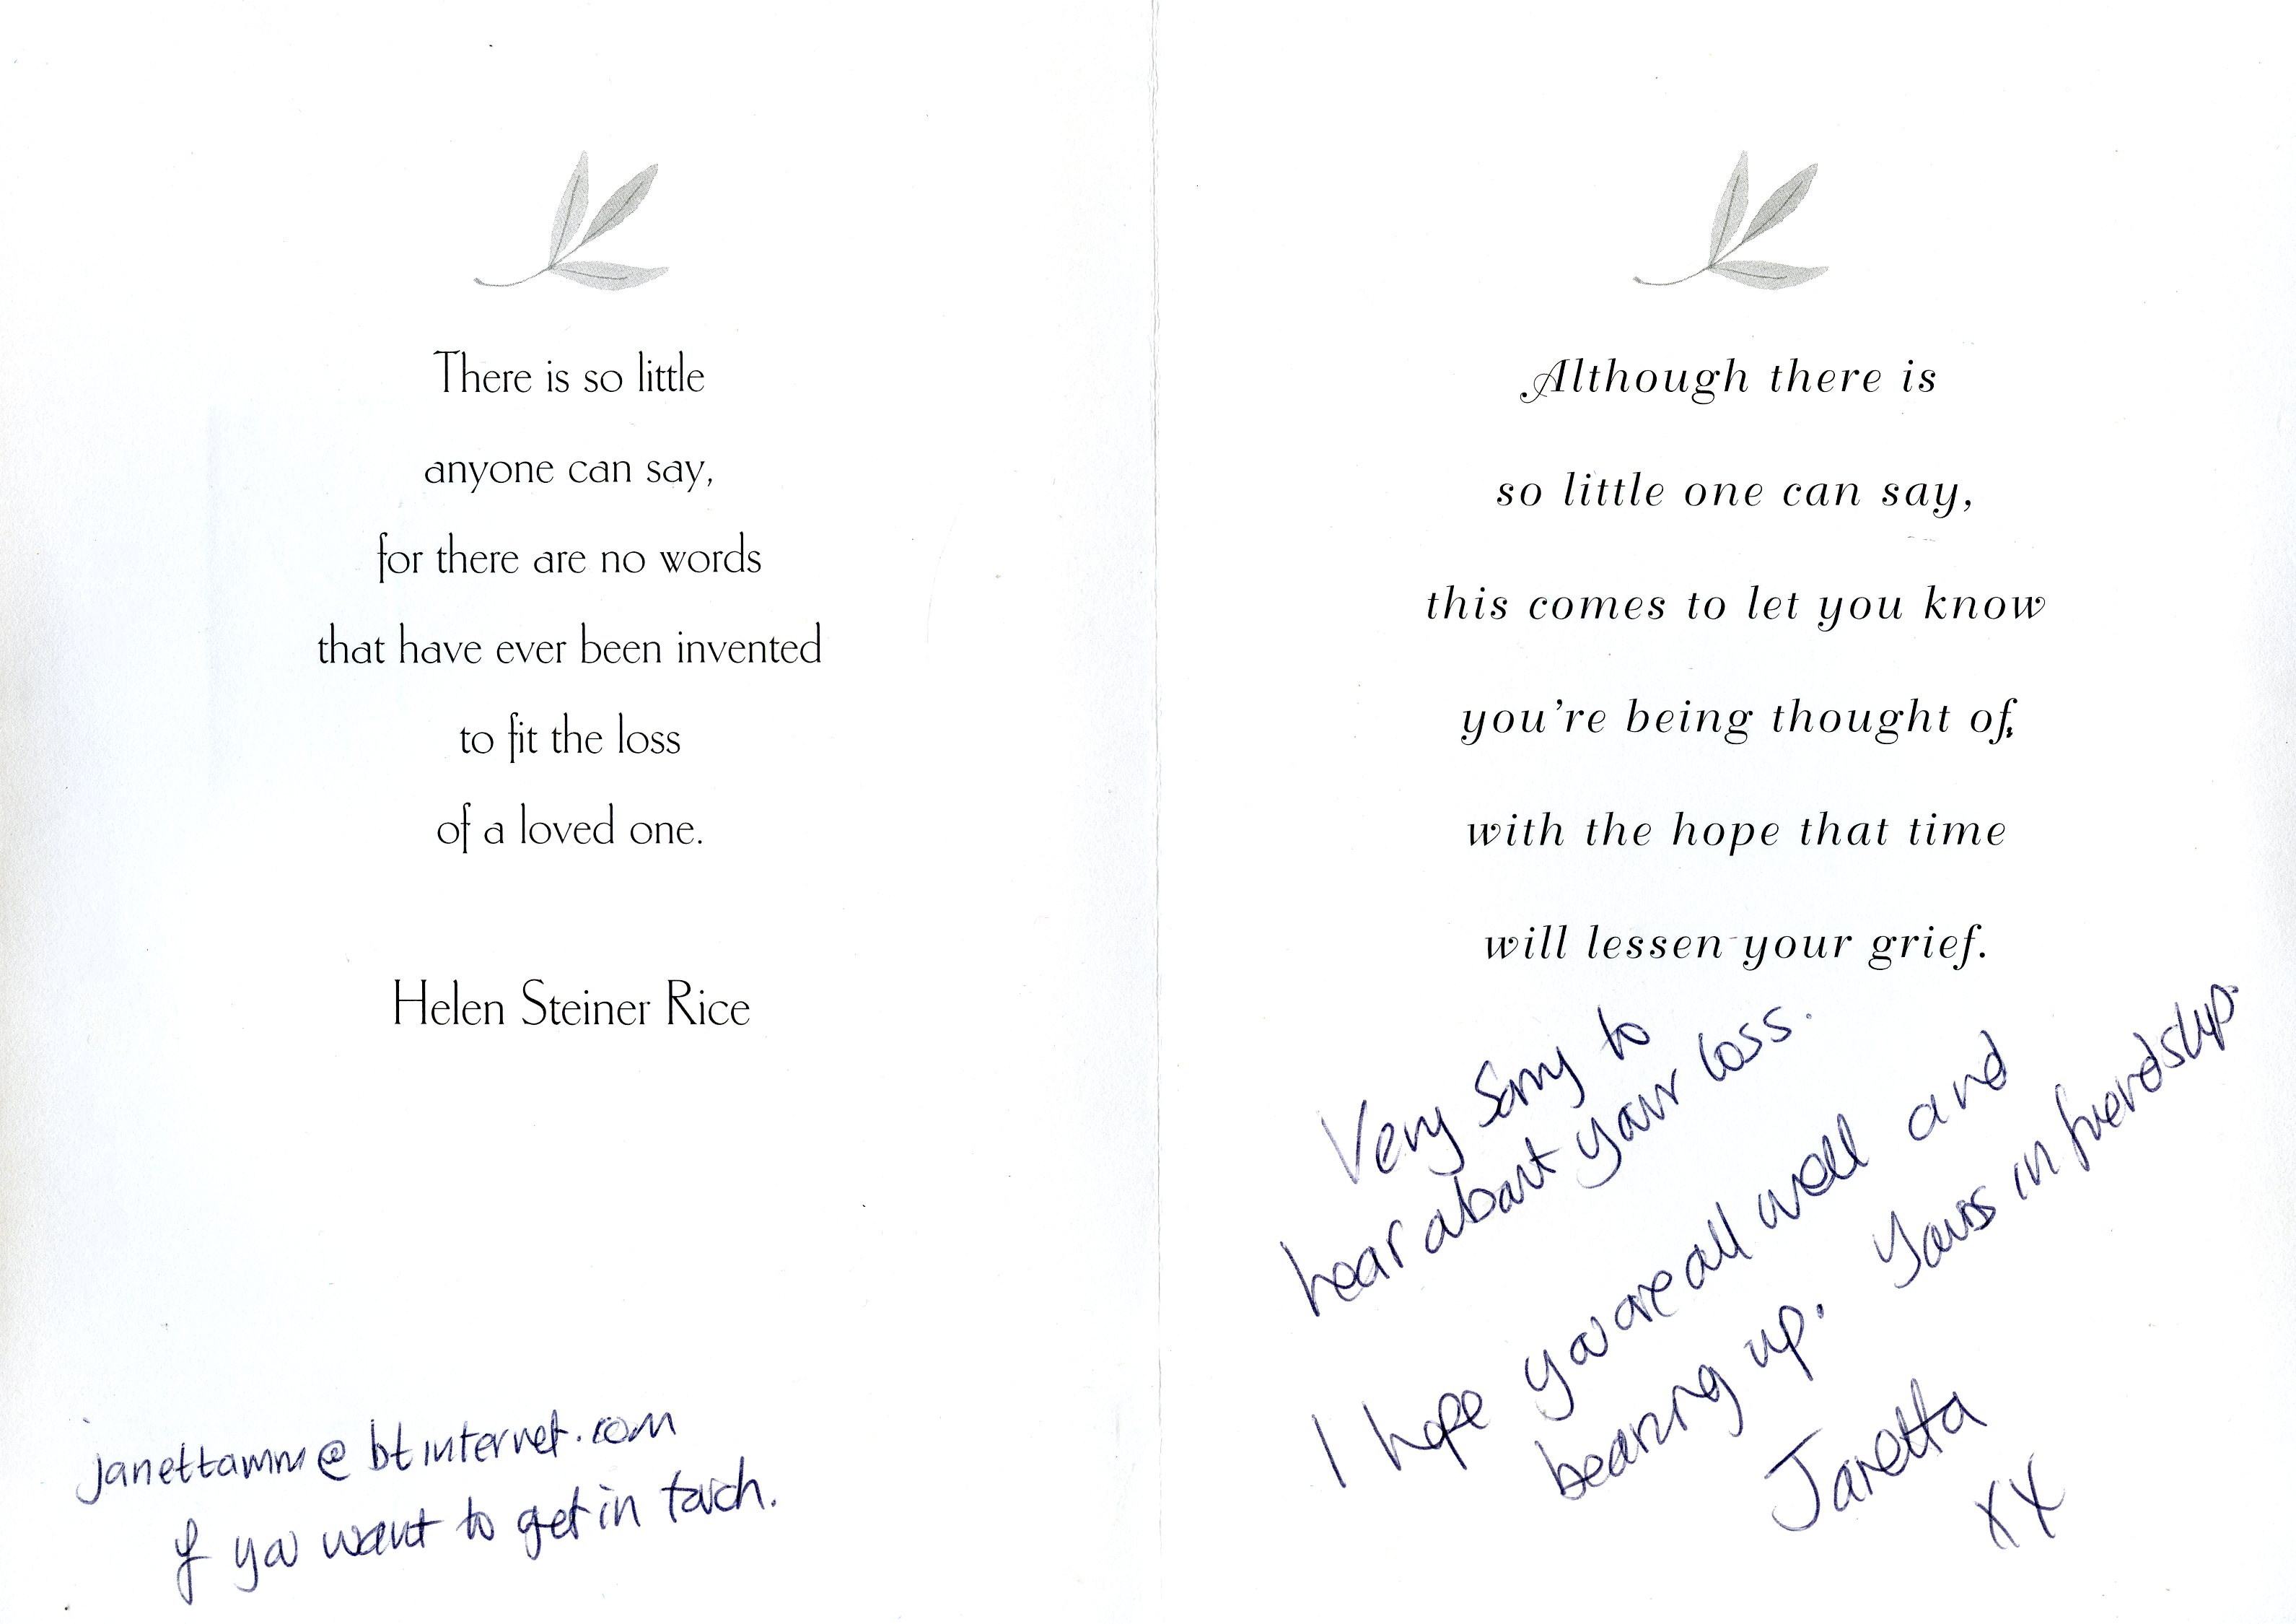 There is so little
anyone can say,
for there are no words
that have ever been invented
to fit the loss
of a loved one.
Helen Steiner Rice
janettamm@btinternet.com
if you want to get in touch.
Although there is
so little one can say,
this comes to let you know
you're being thought of,
with the hope that time
will lessen your grief.
Very Sorry to
hear about your loss.
I hope you are all well and
bearing up. Yours in friendship.
Janetta
XX